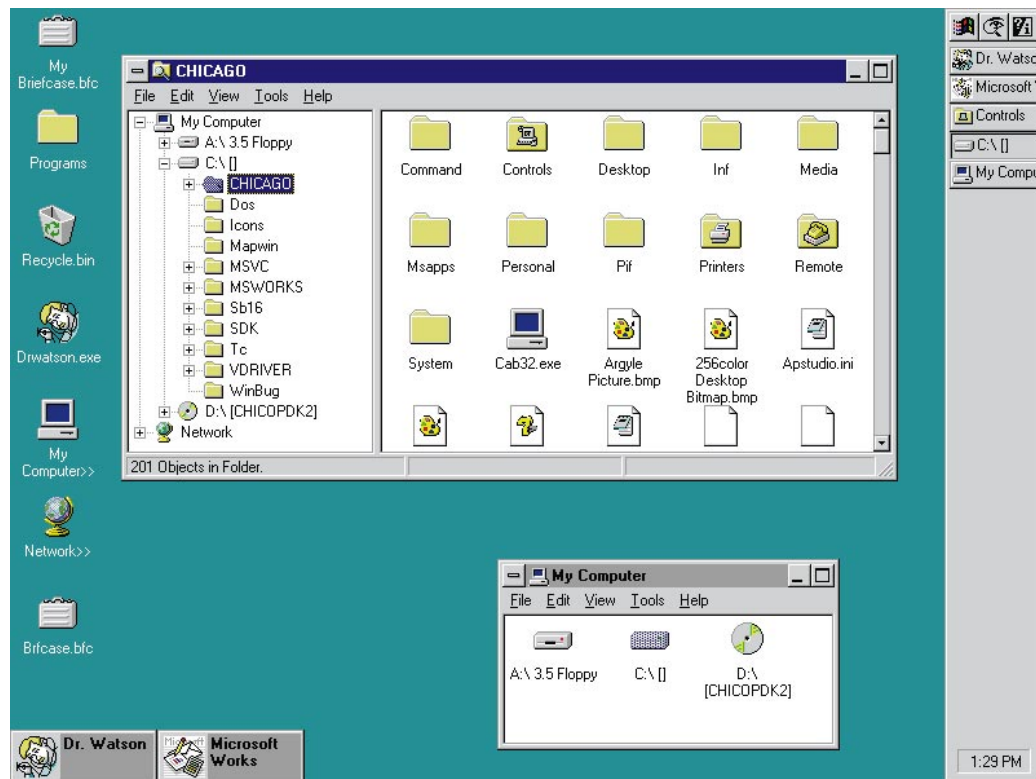 My
Briefcase.bfc
Programs
Recycle.bin
Drwatson.exe
My
Computer>>
Network>>
Brfcase.bfc
CHICAGO
File Edit View Tools Help
My Computer
A:\ 3.5 Floppy
C:\ []
CHICAGO
Dos
Icons
Mapwin
MSVC
MSWORKS
Sb16
SDK
Tc
VDRIVER
WinBug
D:\ [CHICOPDK2]
Network
Command Controls Desktop Inf Media
Msapps Personal Pif Printers Remote
System Cab32.exe Argyle
Picture.bmp 256color
Desktop
Bitmap.bmp Apstudio.ini
201 Objects in Folder.
My Computer
File Edit View Tools Help
A:\ 3.5 Floppy C:\ [] D:\
[CHICOPDK2]
Dr. Watson
Microsoft
Works
Dr. Watso
Microsoft
Controls
C:\ []
My Compu
1:29 PM